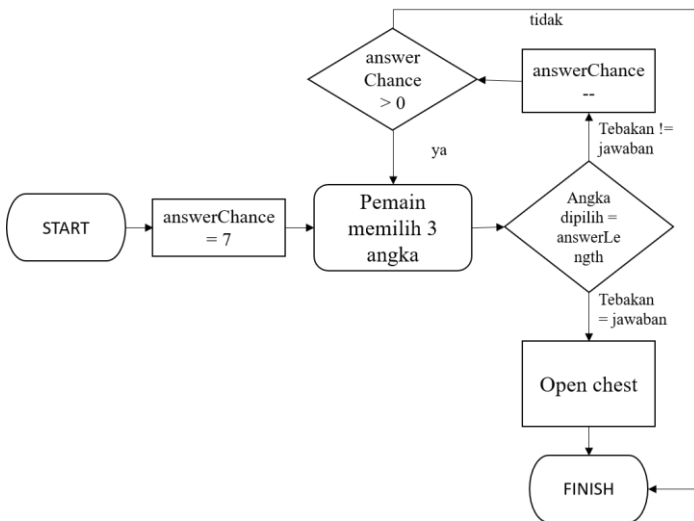 tidak
answer
Chance
> 0
answerChance
--
ya
Tebakan !=
jawaban
START
answerChance
= 7
Pemain
memilih 3
angka
Angka
dipilih =
answerLe
ngth
Tebakan
= jawaban
Open chest
FINISH